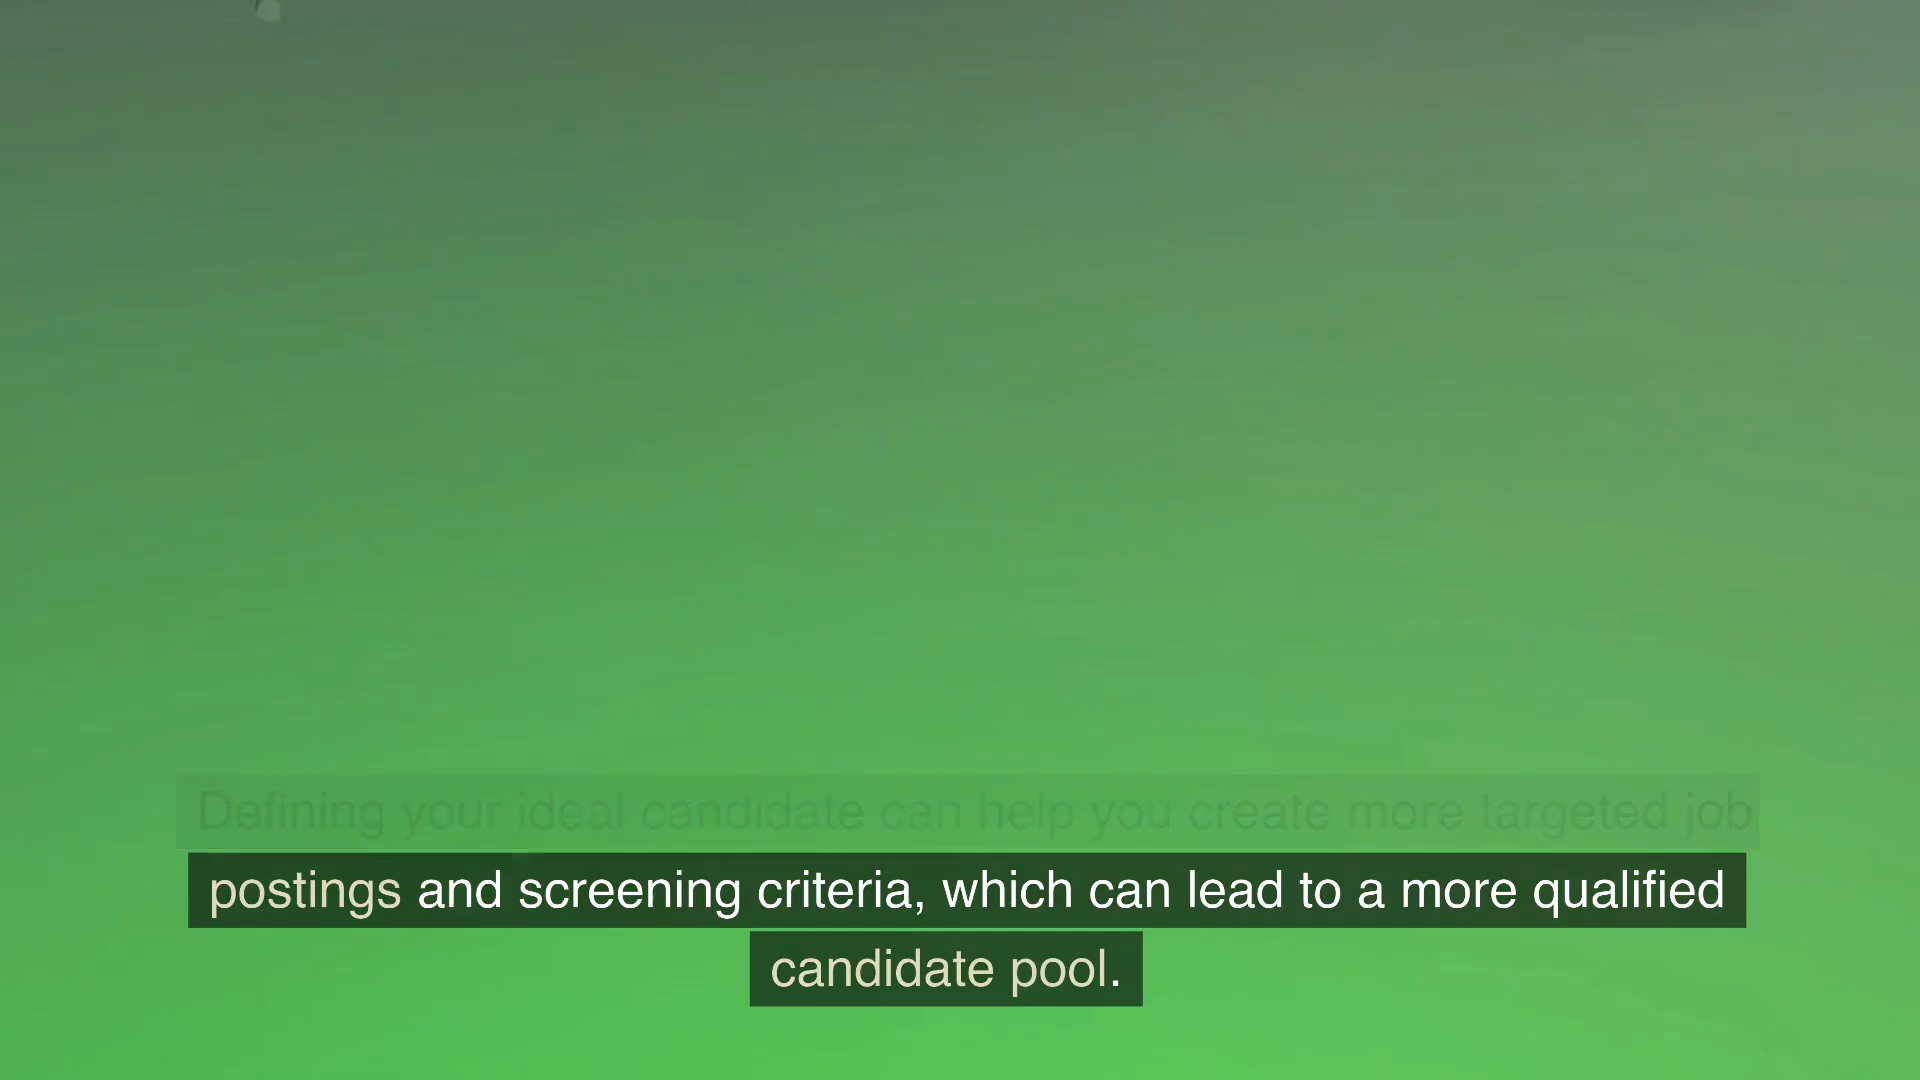 Defining your ideal candidate can help you create more targeted job
postings and screening criteria, which can lead to a more qualified
candidate pool.